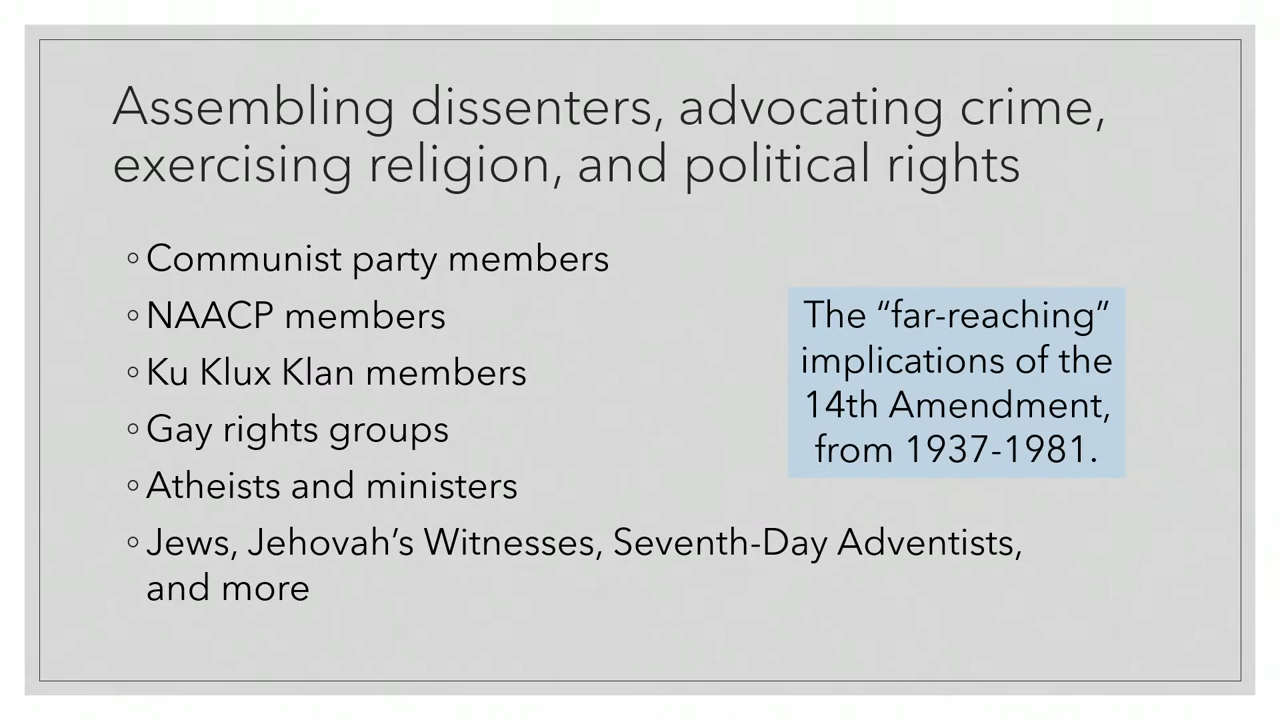 Assembling dissenters, advocating crime,
exercising religion, and political rights
◦ Communist party members
◦ NAACP members
◦ Ku Klux Klan members
◦ Gay rights groups
◦ Atheists and ministers
◦ Jews, Jehovah’s Witnesses, Seventh-Day Adventists,
and more
The “far-reaching”
implications of the
14th Amendment,
from 1937-1981.